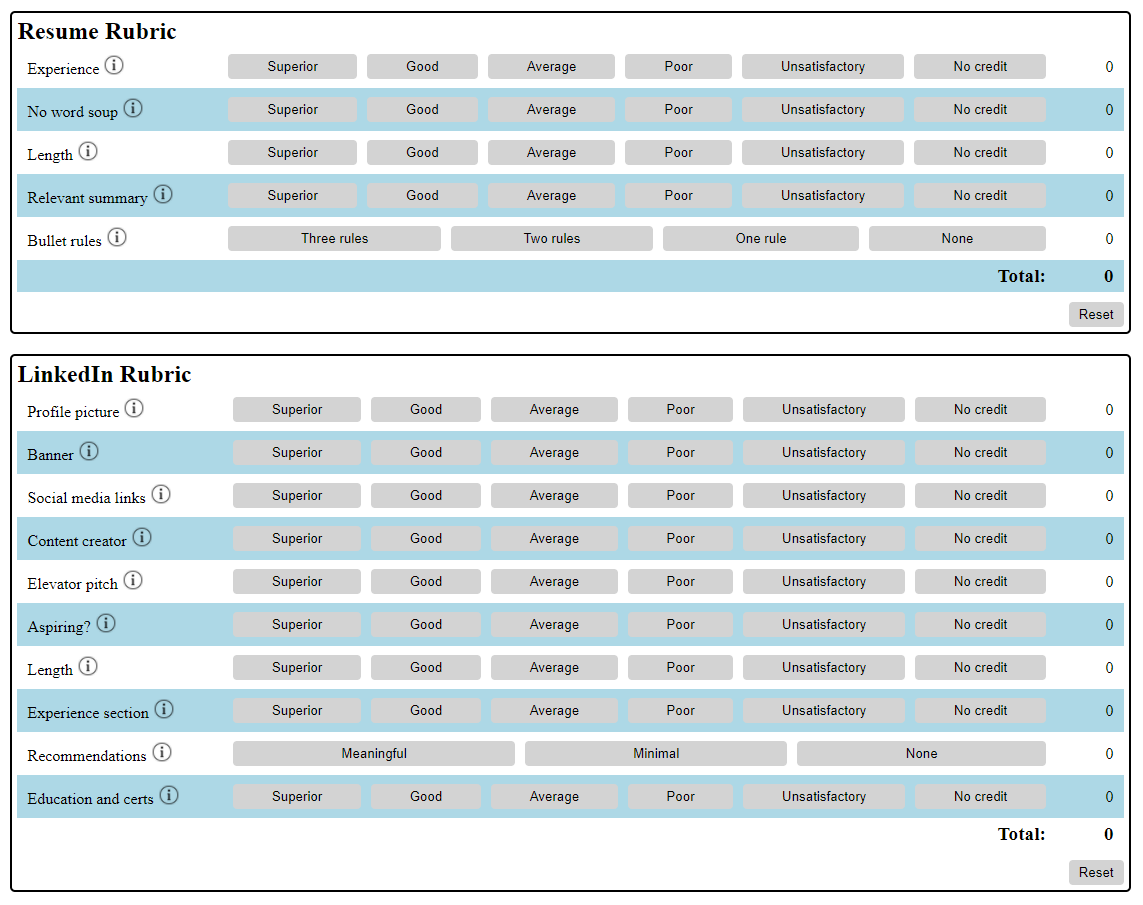 Resume Rubric
Experience Superior Good Average Poor Unsatisfactory No credit 0
No word soup Superior Good Average Poor Unsatisfactory No credit 0
Length Superior Good Average Poor Unsatisfactory No credit 0
Relevant summary Superior Good Average Poor Unsatisfactory No credit 0
Bullet rules Three rules Two rules One rule None 0
Total: 0
Reset
LinkedIn Rubric
Profile picture Superior Good Average Poor Unsatisfactory No credit 0
Banner Superior Good Average Poor Unsatisfactory No credit 0
Social media links Superior Good Average Poor Unsatisfactory No credit 0
Content creator Superior Good Average Poor Unsatisfactory No credit 0
Elevator pitch Superior Good Average Poor Unsatisfactory No credit 0
Aspiring? Superior Good Average Poor Unsatisfactory No credit 0
Length Superior Good Average Poor Unsatisfactory No credit 0
Experience section Superior Good Average Poor Unsatisfactory No credit 0
Recommendations Meaningful Minimal None 0
Education and certs Superior Good Average Poor Unsatisfactory No credit 0
Total: 0
Reset